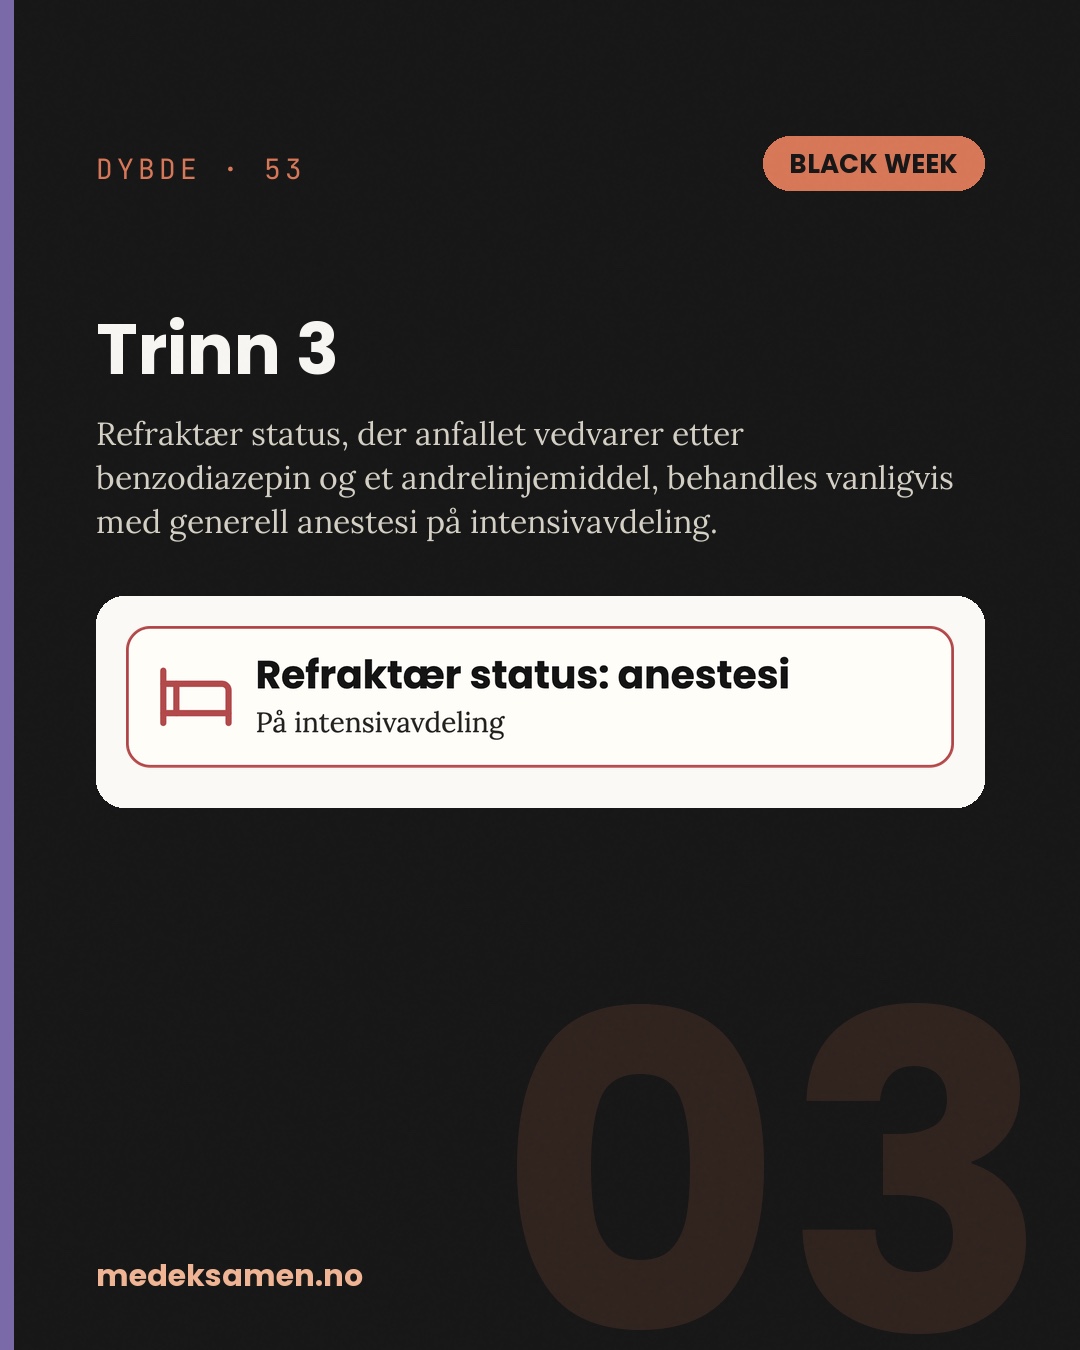 DYBDE · 53
BLACK WEEK
Trinn 3
Refraktær status, der anfallet vedvarer etter
benzodiazepin og et andrelinjemiddel, behandles vanligvis
med generell anestesi på intensivavdeling.
Refraktær status: anestesi
På intensivavdeling
03
medeksamen.no